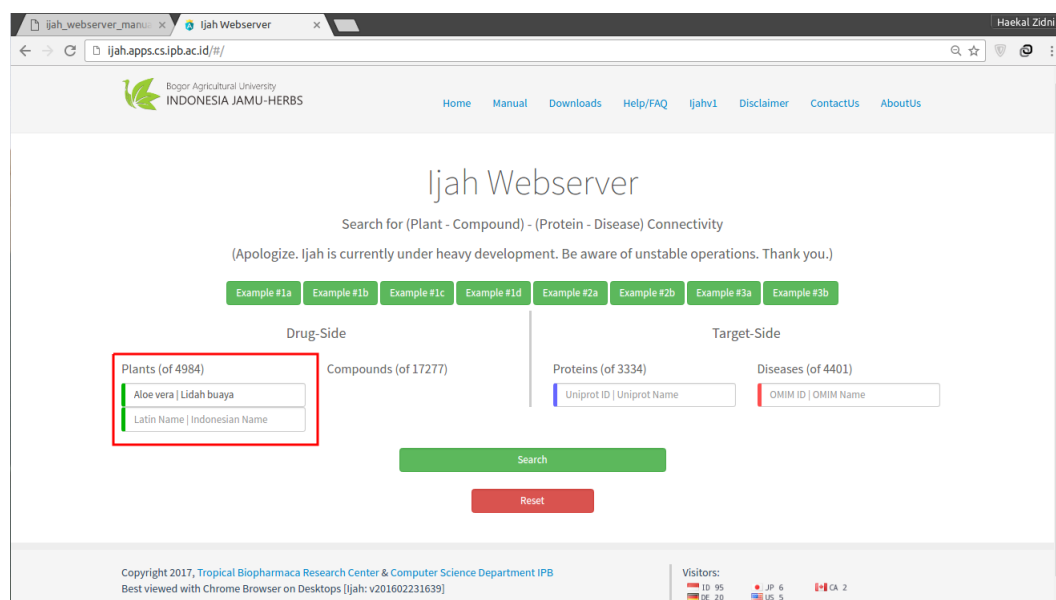 ijah_webserver_manua
Ijah Webserver
Haekal Zidni
ijah.apps.cs.ipb.ac.id/#/
Bogor Agricultural University
INDONESIA JAMU-HERBS
Home Manual Downloads Help/FAQ Ijahv1 Disclaimer ContactUs AboutUs
Ijah Webserver
Search for (Plant - Compound) - (Protein - Disease) Connectivity
(Apologize. Ijah is currently under heavy development. Be aware of unstable operations. Thank you.)
Example #1a Example #1b Example #1c Example #1d Example #2a Example #2b Example #3a Example #3b
Drug-Side Target-Side
Plants (of 4984) Compounds (of 17277) Proteins (of 3334) Diseases (of 4401)
Aloe vera | Lidah buaya Uniprot ID | Uniprot Name OMIM ID | OMIM Name
Latin Name | Indonesian Name
Search
Reset
Copyright 2017, Tropical Biopharmaca Research Center & Computer Science Department IPB Visitors:
Best viewed with Chrome Browser on Desktops [Ijah: v201602231639] ID 95 JP 6 CA 2
DE 20 US 5